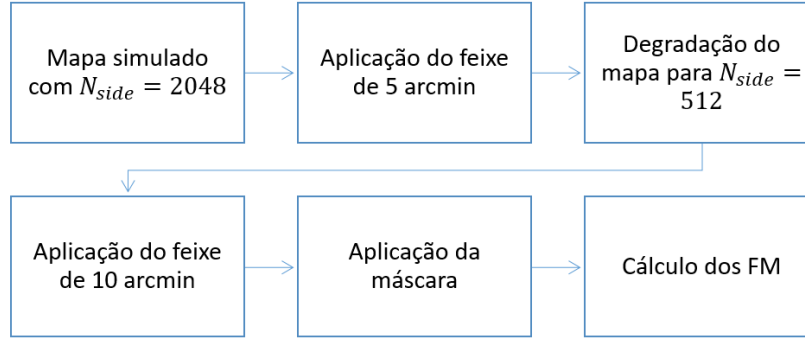 Mapa simulado
com N_side = 2048
Aplicação do feixe
de 5 arcmin
Degradação do
mapa para N_side =
512
Aplicação do feixe
de 10 arcmin
Aplicação da
máscara
Cálculo dos FM